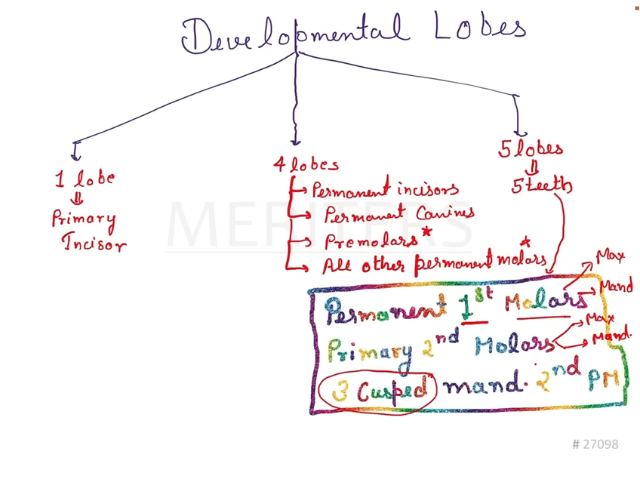 Developmental Lobes
1 lobe
Primary
Incisor
4 lobes
Permanent incisors
Permanent Canines
Premolars*
All other permanent molars*
5 lobes
5 teeth
Permanent 1st Molars
Max
Mand
Primary 2nd Molars
Max
Mand.
3 Cusped mand. 2nd PM
MERITERS
# 27098